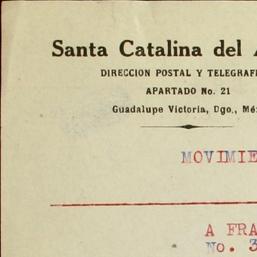 Santa Catalina del
DIRECCION POSTAL Y TELEGRAFI
APARTADO No. 21
Guadalupe Victoria, Dgo., Mé
MOVIMIE
A FRA
No. 3